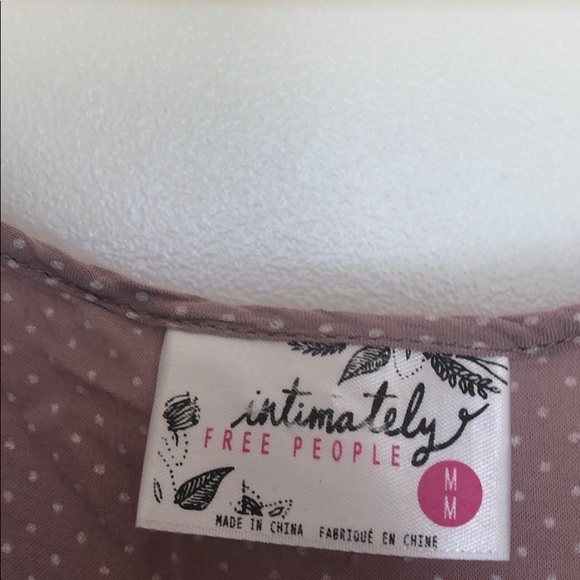 intimately
FREE PEOPLE
M
M
MADE IN CHINA FABRIQUÉ EN CHINE